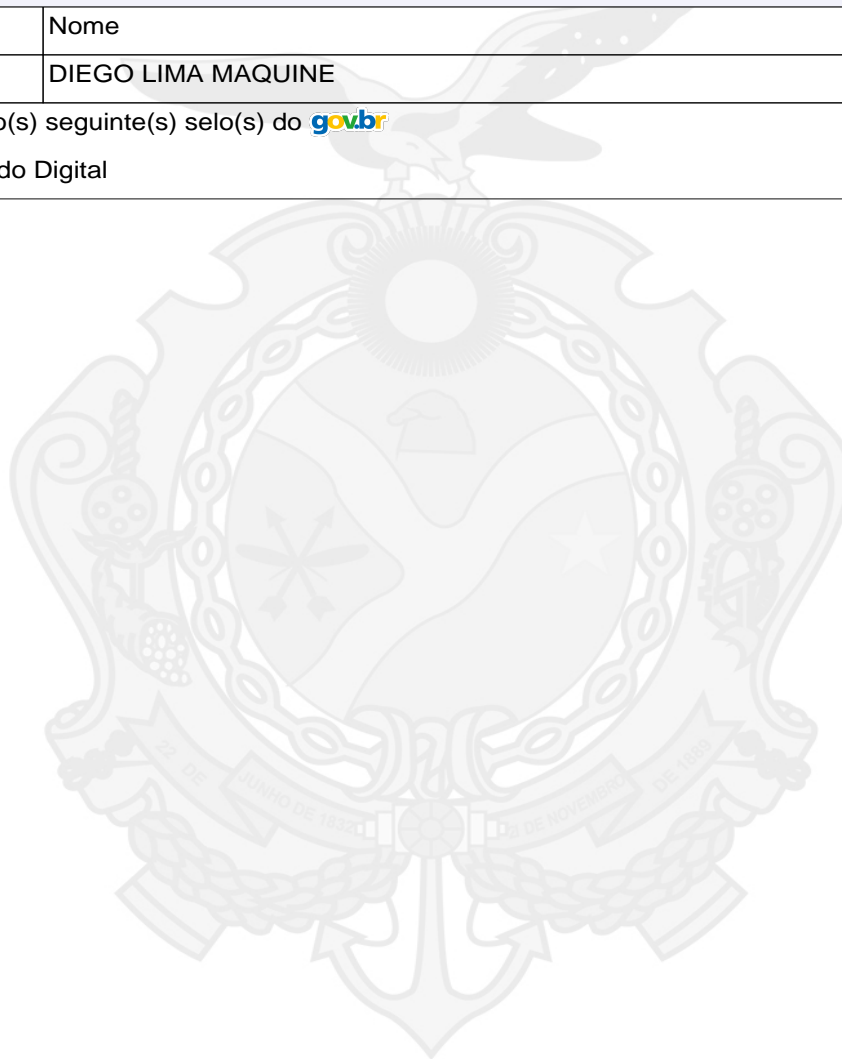 Nome
DIEGO LIMA MAQUINE
o(s) seguinte(s) selo(s) do gov.br
do Digital
22 DE JUNHO DE 1832
21 DE NOVEMBRO DE 1889